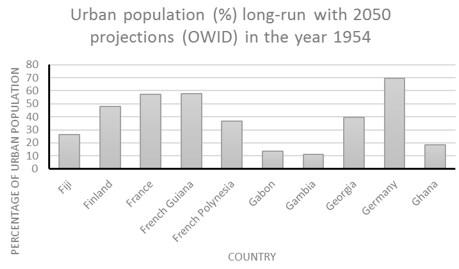 Urban population (%) long-run with 2050
projections (OWID) in the year 1954
PERCENTAGE OF URBAN POPULATION
80
70
60
50
40
30
20
10
0
Fiji
Finland
France
French Guiana
French Polynesia
Gabon
Gambia
Georgia
Germany
Ghana
COUNTRY